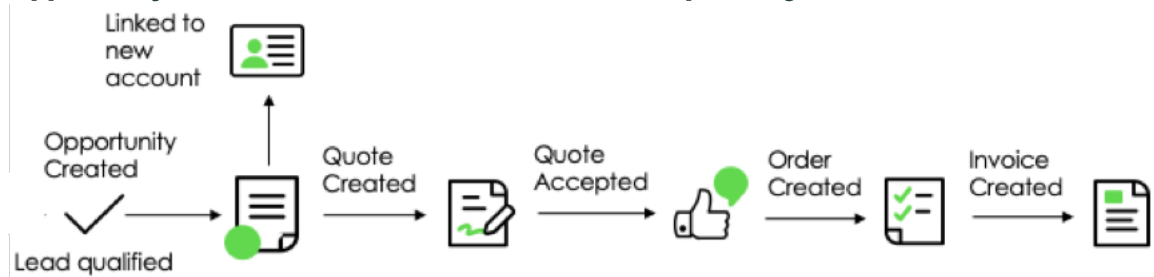 Linked to
new
account
Opportunity
Created
Quote
Created
Quote
Accepted
Order
Created
Invoice
Created
Lead qualified